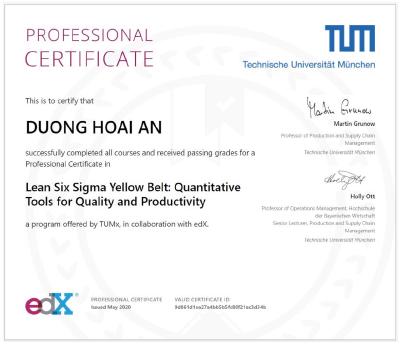 PROFESSIONAL
CERTIFICATE
TUM
Technische Universität München
This is to certify that
DUONG HOAI AN
successfully completed all courses and received passing grades for a
Professional Certificate in
Lean Six Sigma Yellow Belt: Quantitative
Tools for Quality and Productivity
a program offered by TUMx, in collaboration with edX.
Martin Grunow
Martin Grunow
Professor of Production and Supply Chain
Management
Technische Universität München
Holly Ott
Professor of Operations Management, Hochschule
der Bayerischen Wirtschaft
Senior Lecturer, Production and Supply Chain
Management
Technische Universität München
edX
PROFESSIONAL CERTIFICATE
Issued May 2020
VALID CERTIFICATE ID